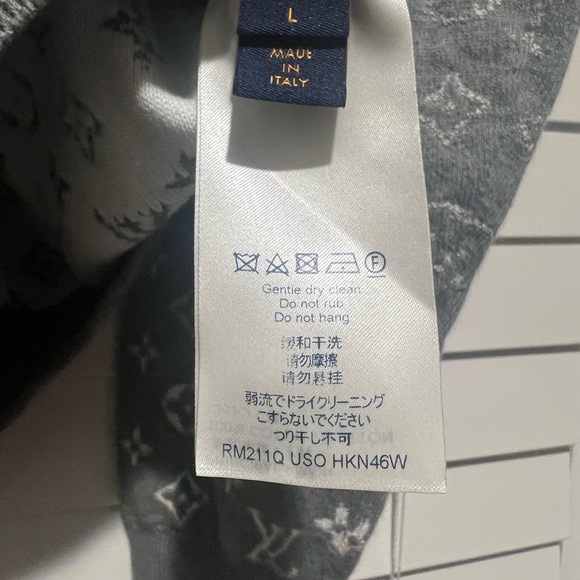 L
MADE
IN
ITALY
Gentle dry clean
Do not rub
Do not hang
缓和干洗
请勿摩擦
请勿悬挂
弱流でドライクリーニング
こすらないでください
つり干し不可
RM211Q USO HKN46W